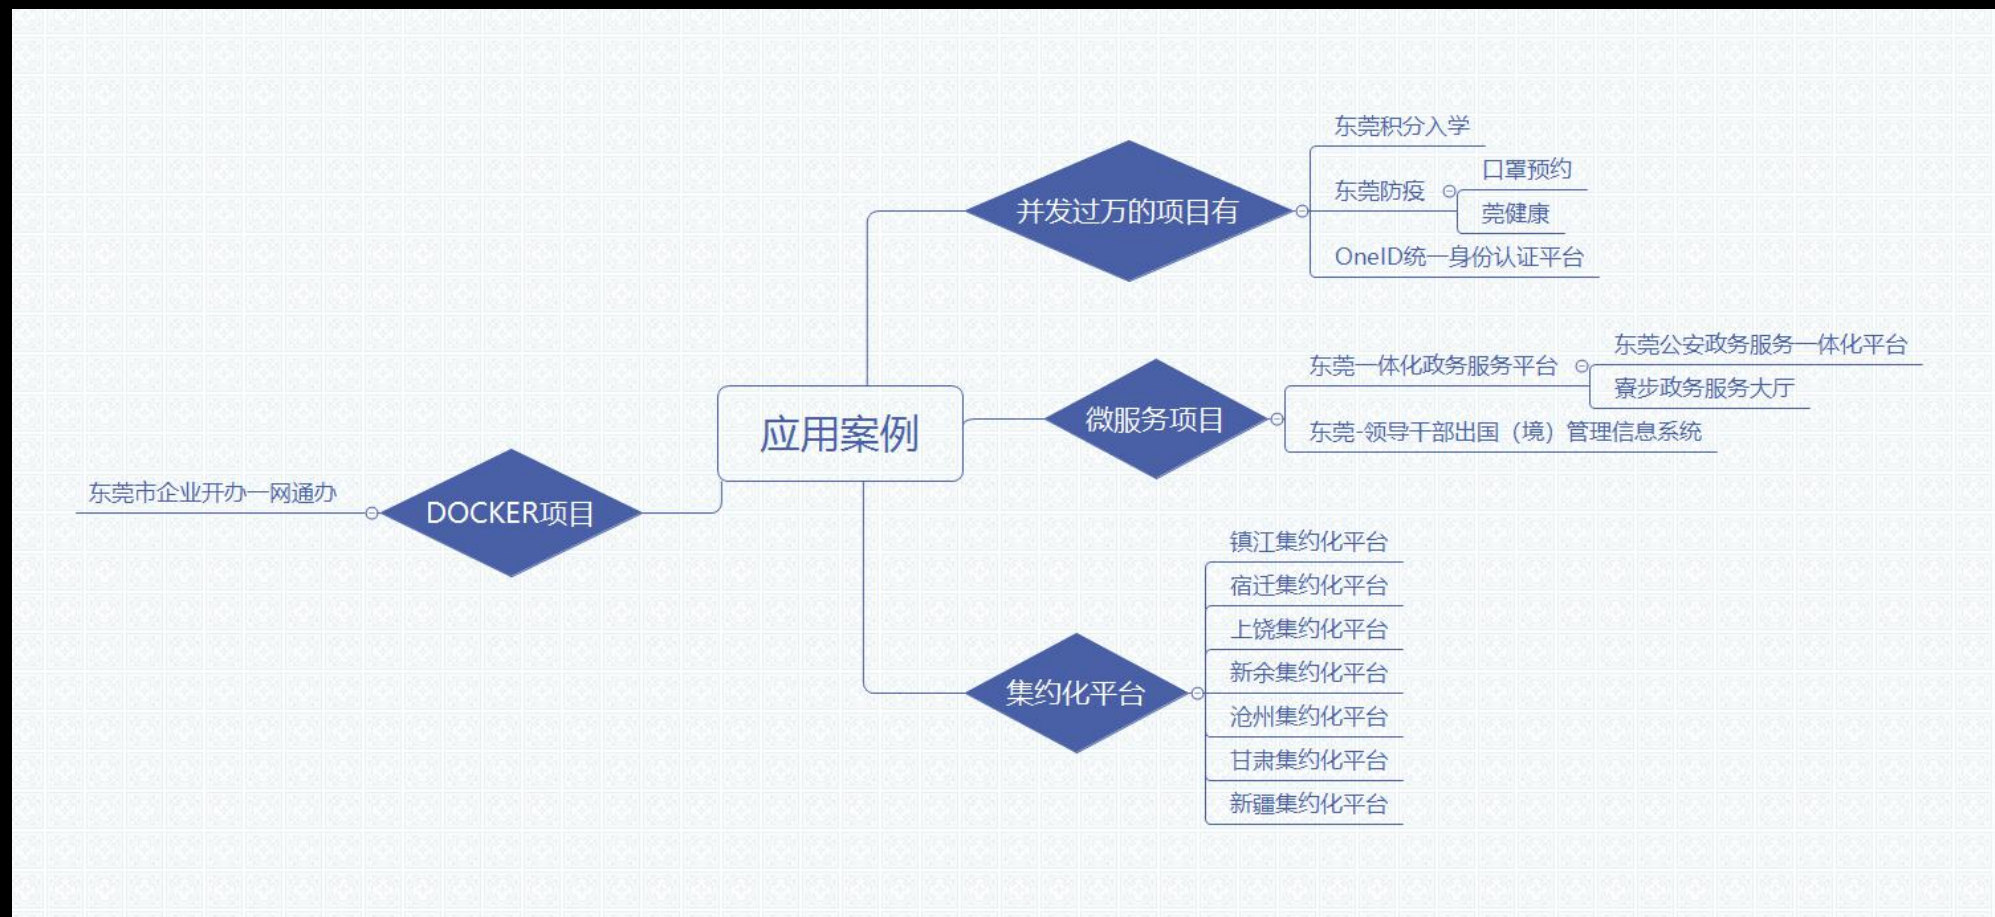 应用案例
并发过万的项目有
东莞积分入学
东莞防疫
口罩预约
莞健康
OneID统一身份认证平台
微服务项目
东莞一体化政务服务平台
东莞公安政务服务一体化平台
寮步政务服务大厅
东莞-领导干部出国（境）管理信息系统
DOCKER项目
东莞市企业开办一网通办
集约化平台
镇江集约化平台
宿迁集约化平台
上饶集约化平台
新余集约化平台
沧州集约化平台
甘肃集约化平台
新疆集约化平台